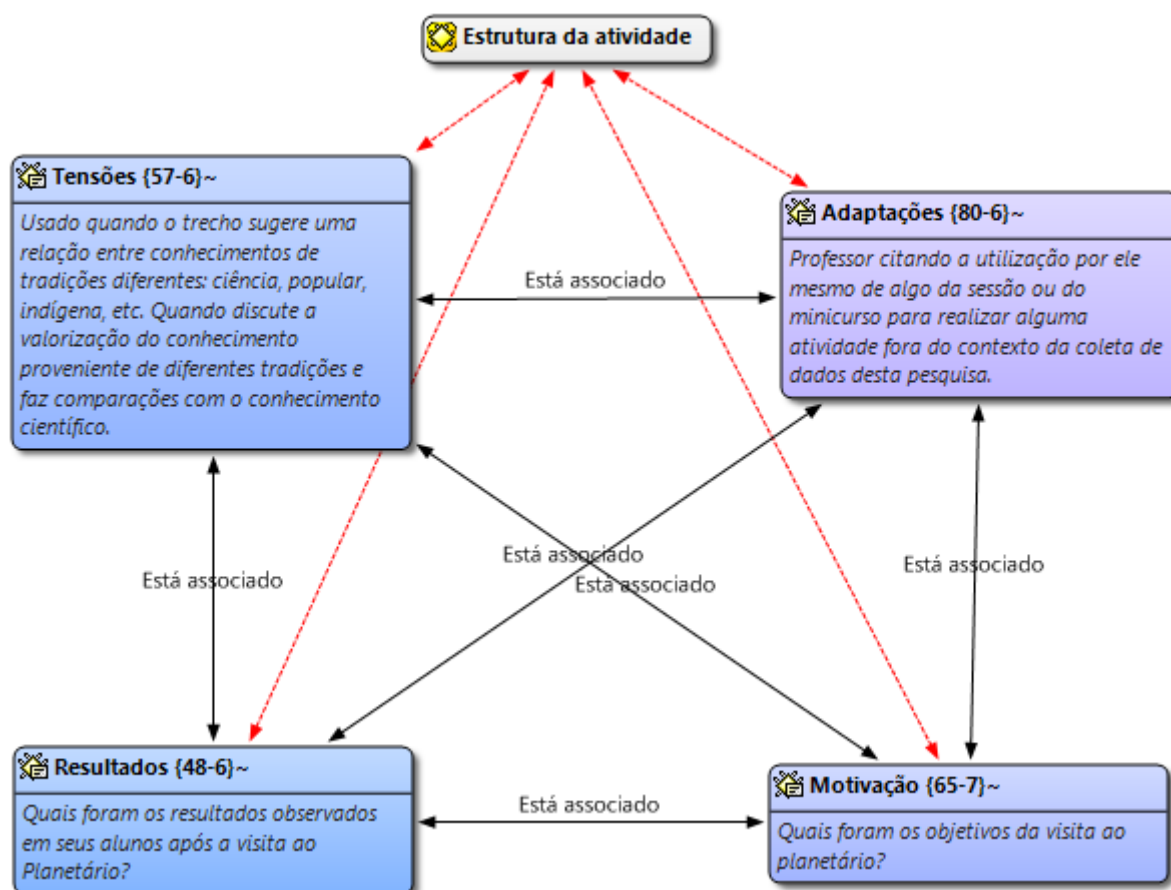 Estrutura da atividade
Tensões {57-6}~
Usado quando o trecho sugere uma
relação entre conhecimentos de
tradições diferentes: ciência, popular,
indígena, etc. Quando discute a
valorização do conhecimento
proveniente de diferentes tradições e
faz comparações com o conhecimento
científico.
Adaptações {80-6}~
Professor citando a utilização por ele
mesmo de algo da sessão ou do
minicurso para realizar alguma
atividade fora do contexto da coleta de
dados desta pesquisa.
Está associado
Está associado
Está associado
Está associado
Está associado
Resultados {48-6}~
Quais foram os resultados observados
em seus alunos após a visita ao
Planetário?
Está associado
Motivação {65-7}~
Quais foram os objetivos da visita ao
planetário?